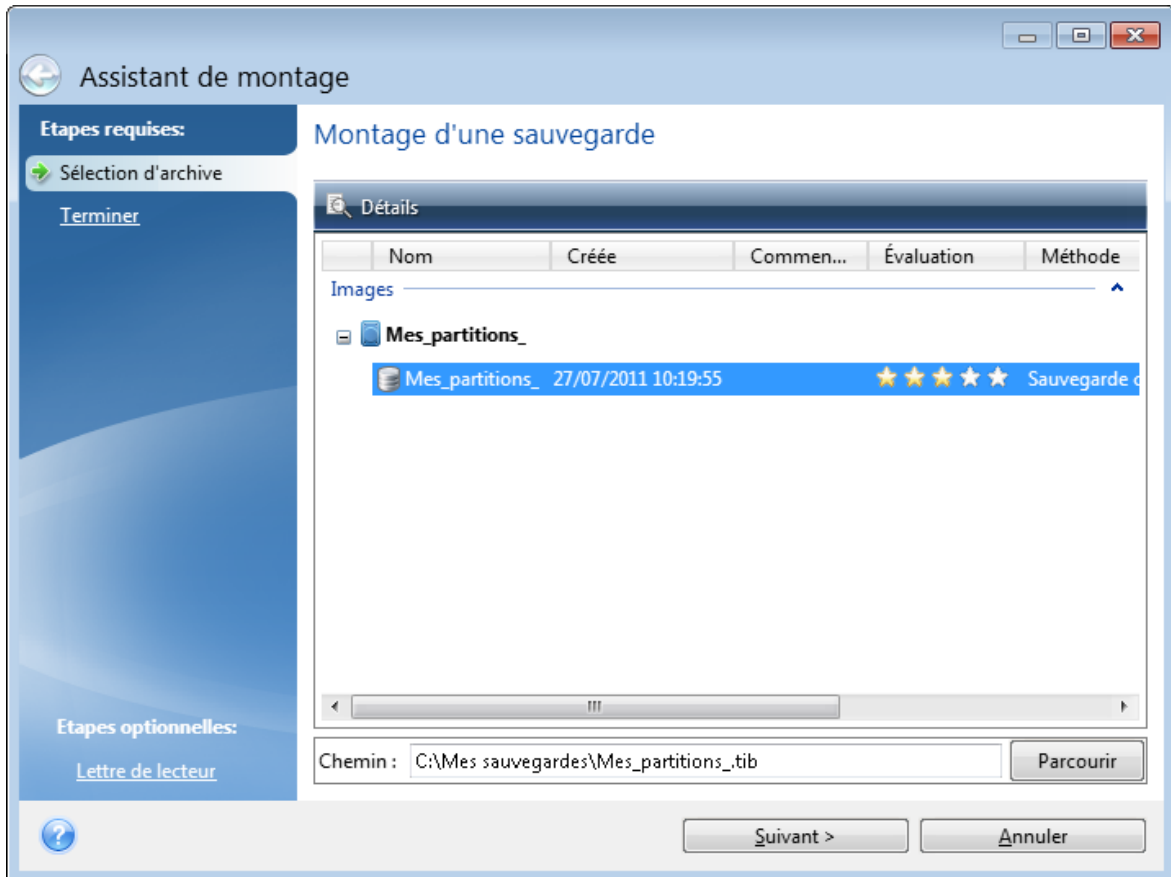 Assistant de montage
Etapes requises:
Sélection d'archive
Terminer
Montage d'une sauvegarde
Détails
Nom Créée Commen... Évaluation Méthode
Images
Mes_partitions_
Mes_partitions_ 27/07/2011 10:19:55 Sauvegarde
Etapes optionnelles:
Lettre de lecteur
Chemin : C:\Mes sauvegardes\Mes_partitions_.tib Parcourir
Suivant > Annuler